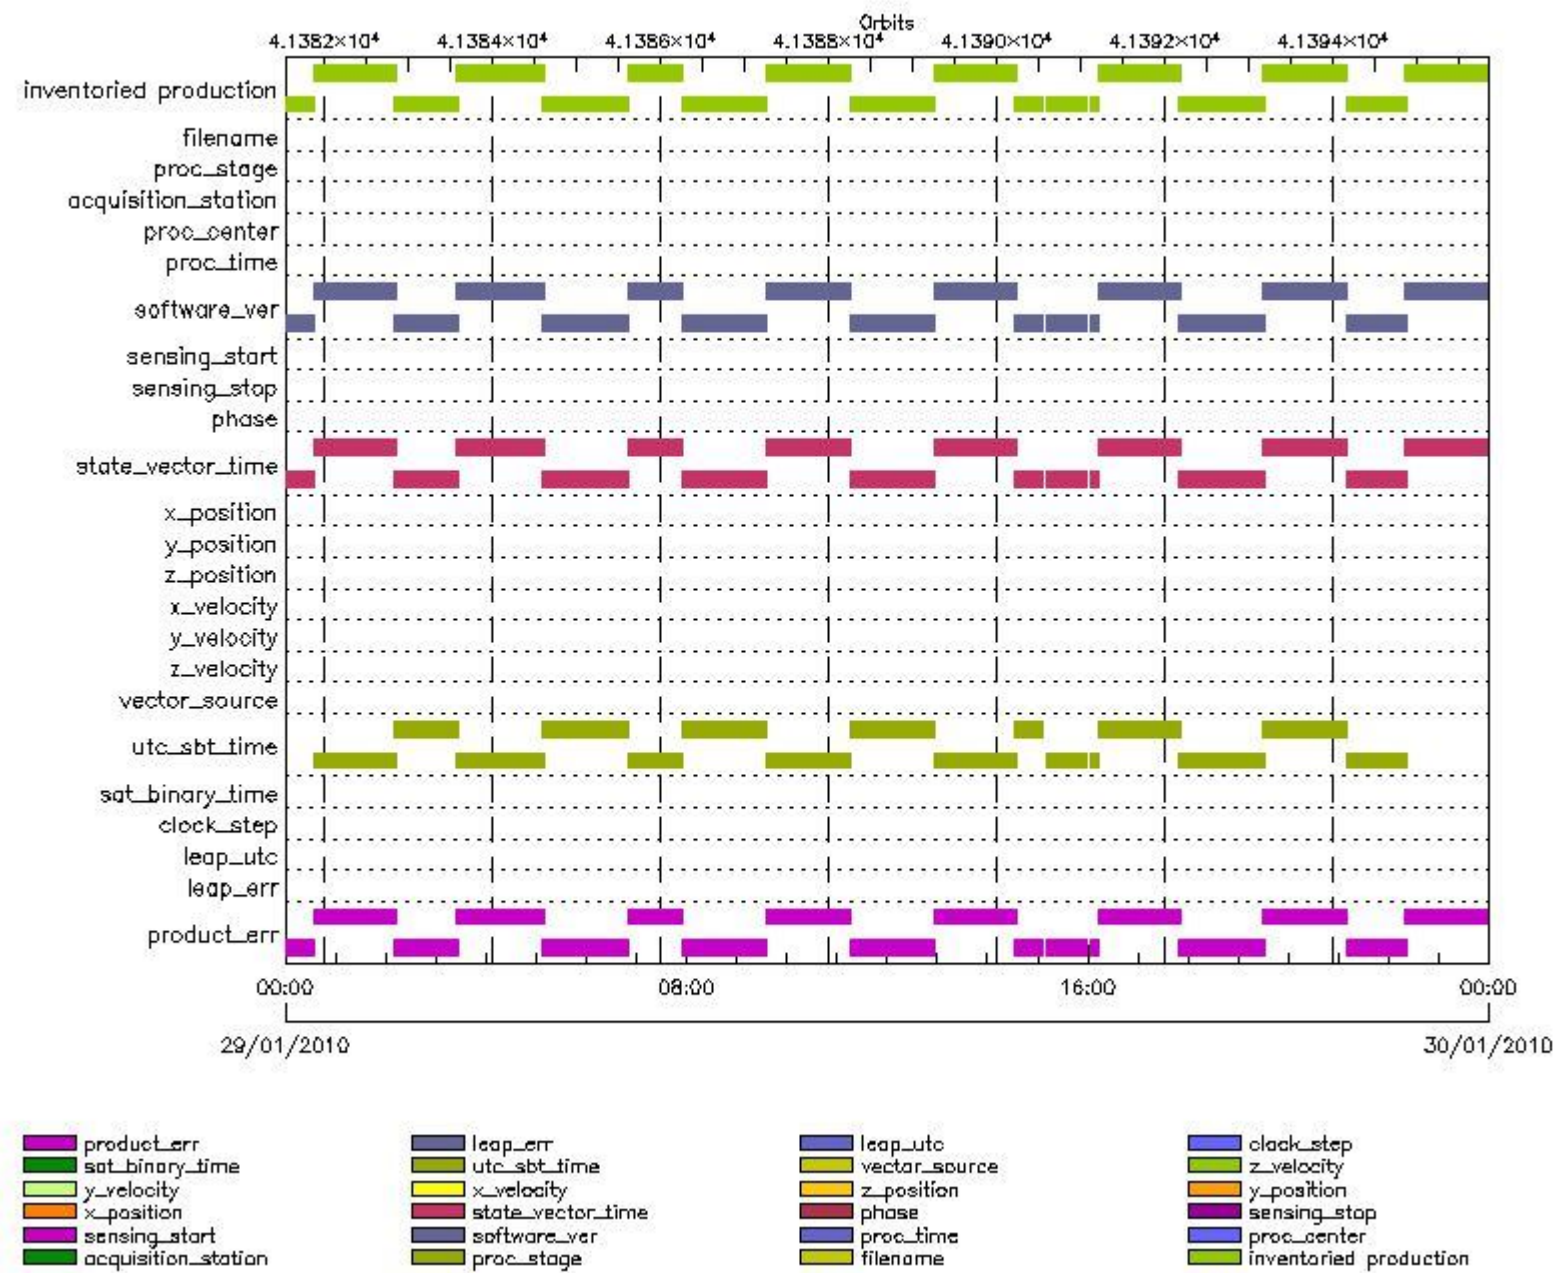 Orbits
4.1382×10⁴ 4.1384×10⁴ 4.1386×10⁴ 4.1388×10⁴ 4.1390×10⁴ 4.1392×10⁴ 4.1394×10⁴
inventoried production
filename
proc_stage
acquisition_station
proc_center
proc_time
software_ver
sensing_start
sensing_stop
phase
state_vector_time
x_position
y_position
z_position
x_velocity
y_velocity
z_velocity
vector_source
utc_sbt_time
sat_binary_time
clock_step
leap_utc
leap_err
product_err
00:00 08:00 16:00 00:00
29/01/2010 30/01/2010
product_err leap_err leap_utc clock_step
sat_binary_time utc_sbt_time vector_source z_velocity
y_velocity x_velocity z_position y_position
x_position state_vector_time phase sensing_stop
sensing_start software_ver proc_time proc_center
acquisition_station proc_stage filename inventoried production